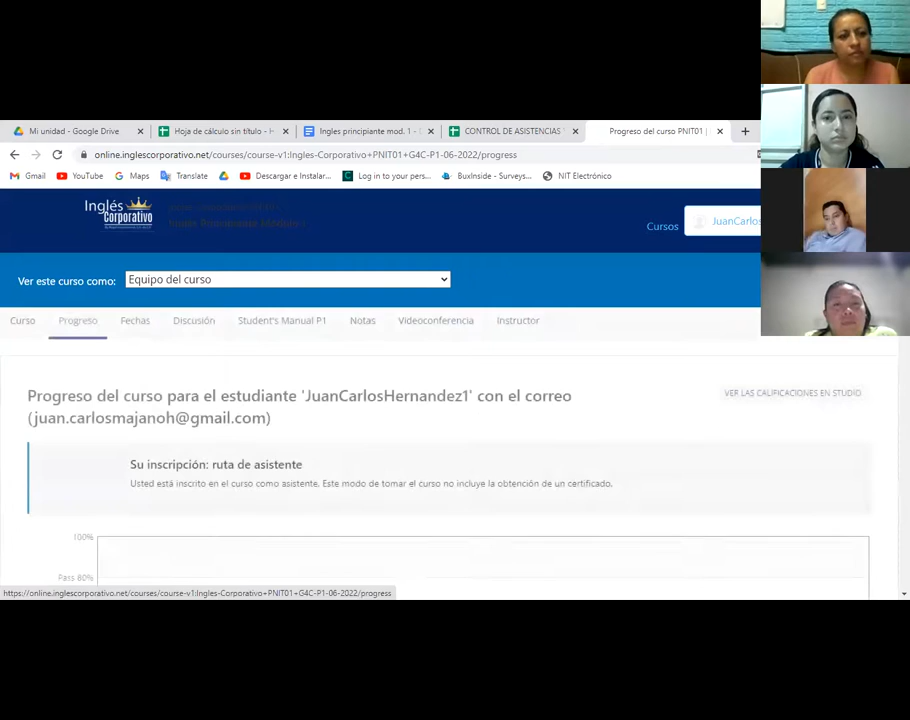 Mi unidad - Google Drive
Hoja de cálculo sin título - H
Ingles principiante mod. 1 -
CONTROL DE ASISTENCIAS
Progreso del curso PNIT01 |
online.inglescorporativo.net/courses/course-v1:Ingles-Corporativo+PNIT01+G4C-P1-06-2022/progress
Gmail
YouTube
Maps
Translate
Descargar e Instalar...
Log in to your pers...
BuxInside - Surveys...
NIT Electrónico
Inglés
Corporativo
Cursos
JuanCarlos
Ver este curso como:
Equipo del curso
Curso
Progreso
Fechas
Discusión
Student's Manual P1
Notas
Videoconferencia
Instructor
Progreso del curso para el estudiante 'JuanCarlosHernandez1' con el correo
(juan.carlosmajanoh@gmail.com)
VER LAS CALIFICACIONES EN STUDIO
Su inscripción: ruta de asistente
Usted está inscrito en el curso como asistente. Este modo de tomar el curso no incluye la obtención de un certificado.
100%
Pass 80%
https://online.inglescorporativo.net/courses/course-v1:Ingles-Corporativo+PNIT01+G4C-P1-06-2022/progress